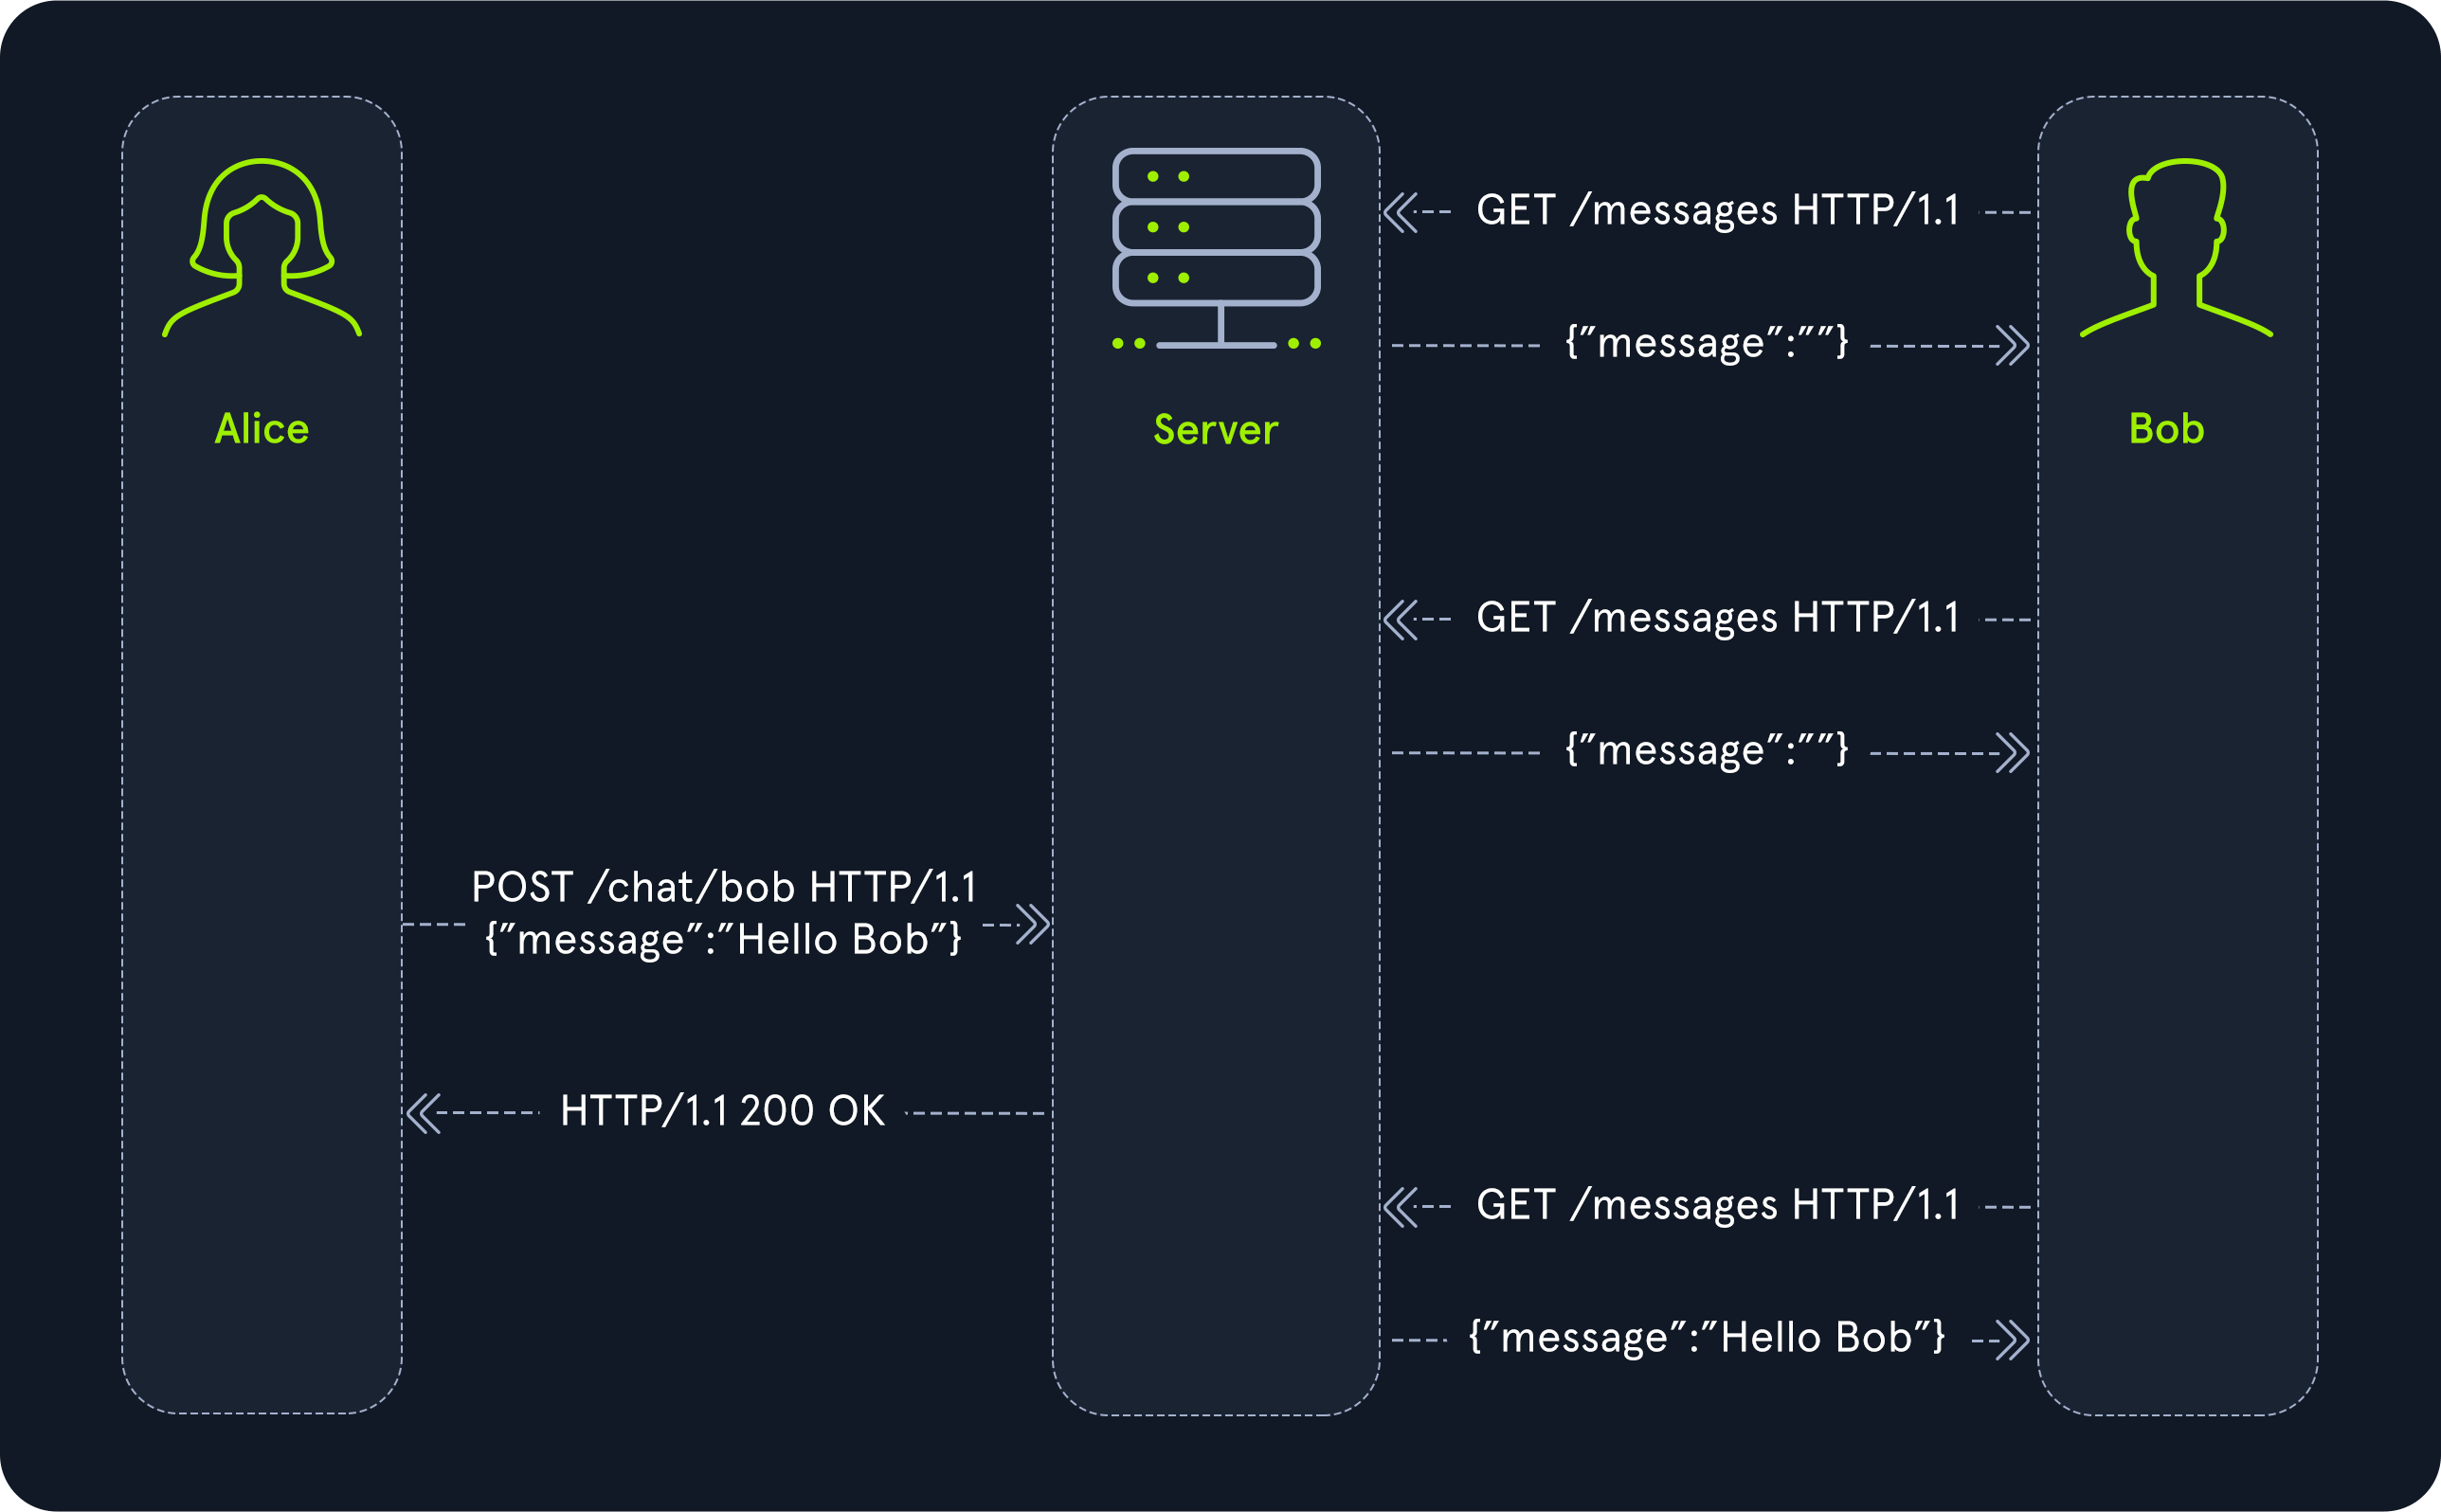 GET /messages HTTP/1.1
{"message":""}
Alice
Server
Bob
GET /messages HTTP/1.1
{"message":""}
POST /chat/bob HTTP/1.1
{"message":"Hello Bob"}
HTTP/1.1 200 OK
GET /messages HTTP/1.1
{"message":"Hello Bob"}